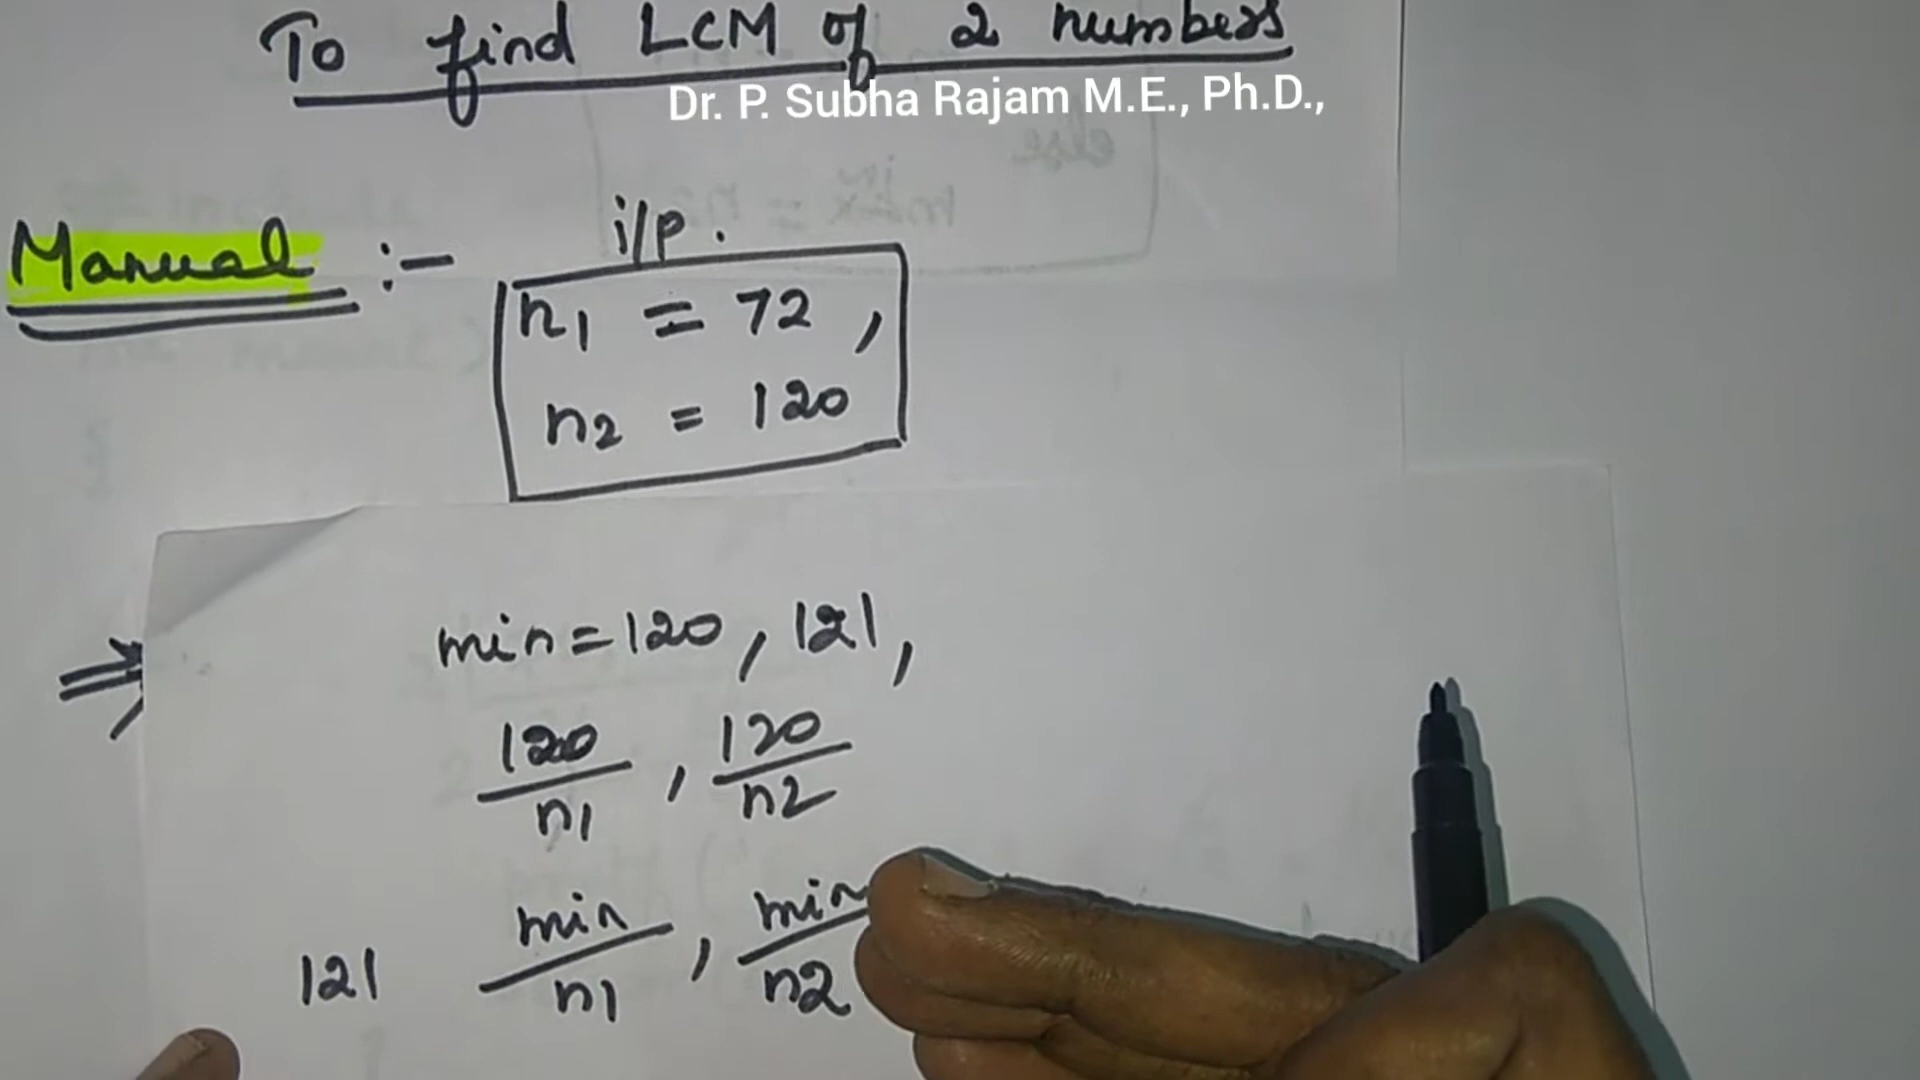 To find LCM of 2 numbers
Dr. P. Subha Rajam M.E., Ph.D.,
Manual :-
i/p.
n1 = 72 ,
n2 = 120
⇒
min = 120 , 121 ,
120/n1 , 120/n2
121 min/n1 , min/n2